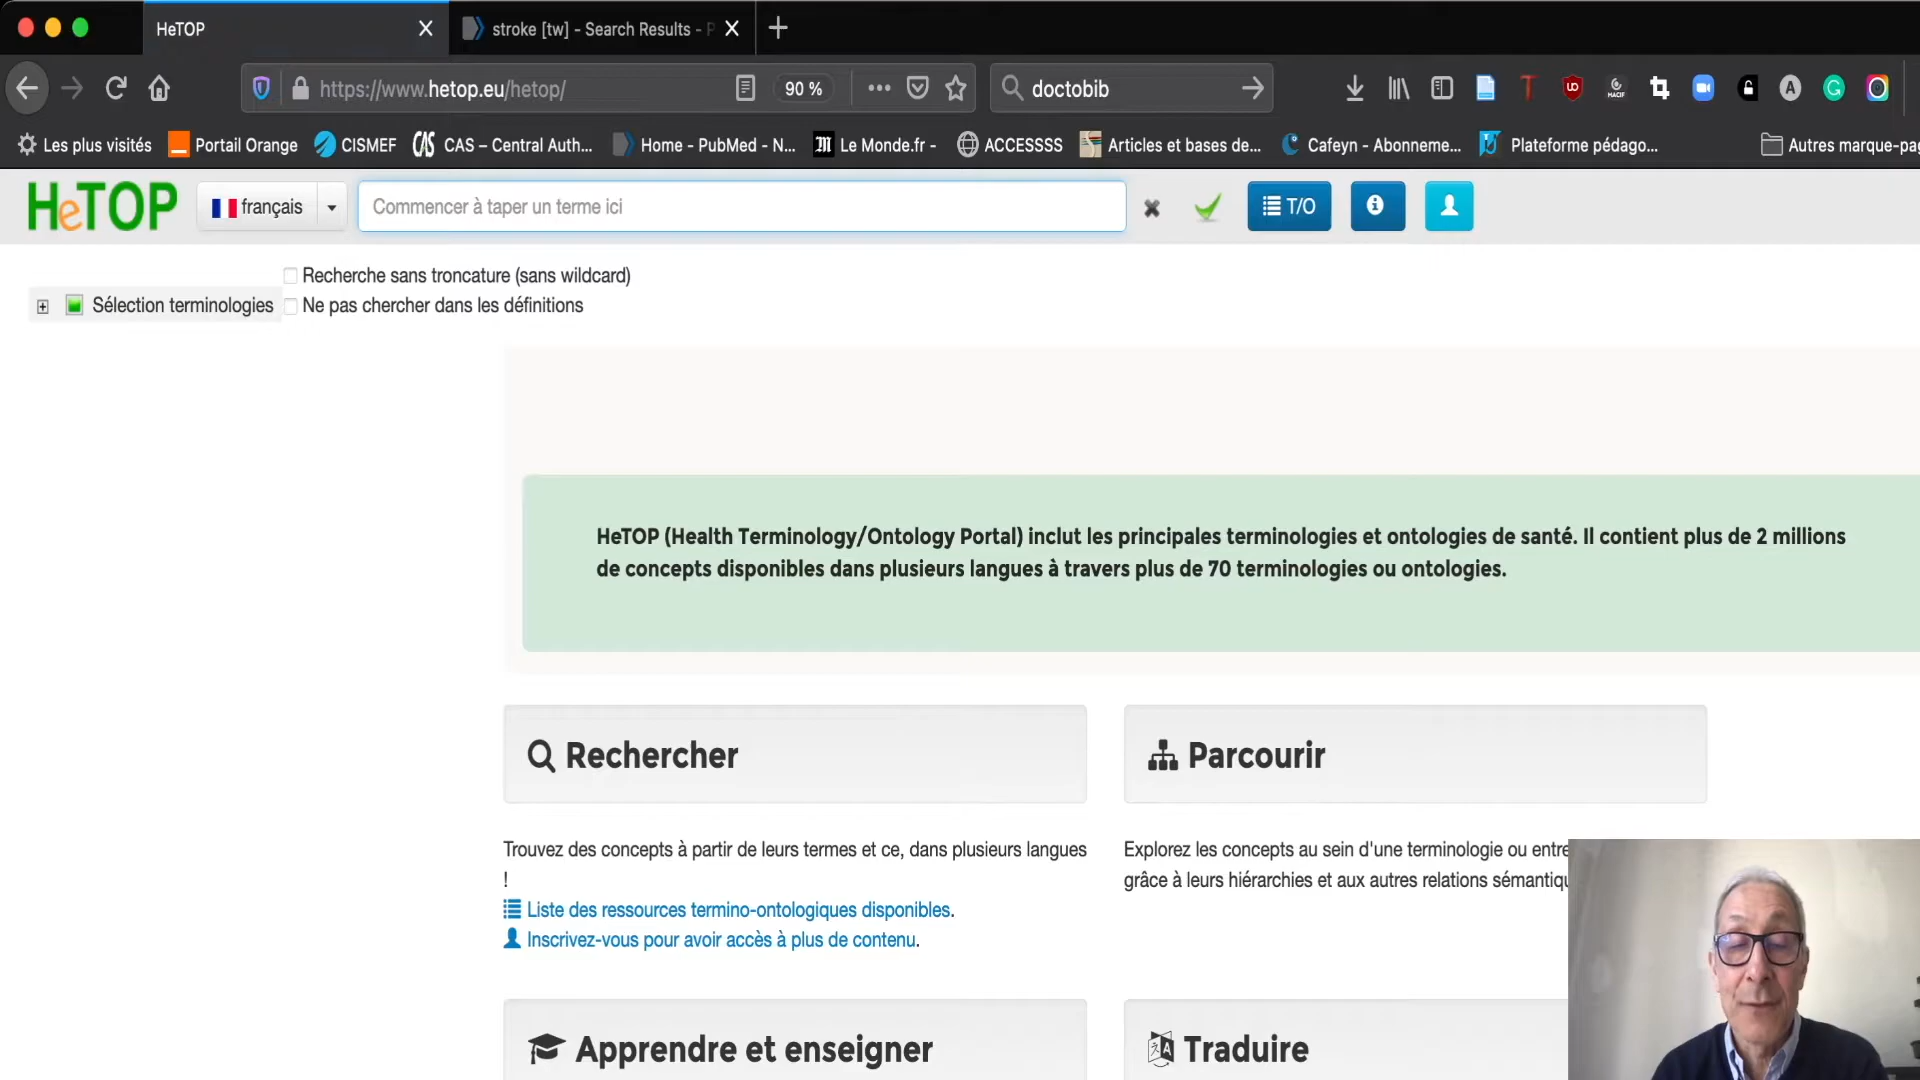 HeTOP
stroke [tw] - Search Results - P
https://www.hetop.eu/hetop/
90 %
doctobib
Les plus visités
Portail Orange
CISMEF
CAS – Central Auth...
Home - PubMed - N...
Le Monde.fr -
ACCESSSS
Articles et bases de...
Cafeyn - Abonneme...
Plateforme pédago...
Autres marque-pag
HeTOP
français
Commencer à taper un terme ici
T/O
Recherche sans troncature (sans wildcard)
Sélection terminologies
Ne pas chercher dans les définitions
HeTOP (Health Terminology/Ontology Portal) inclut les principales terminologies et ontologies de santé. Il contient plus de 2 millions
de concepts disponibles dans plusieurs langues à travers plus de 70 terminologies ou ontologies.
Rechercher
Parcourir
Trouvez des concepts à partir de leurs termes et ce, dans plusieurs langues
!
Explorez les concepts au sein d'une terminologie ou entre
grâce à leurs hiérarchies et aux autres relations sémantiqu
Liste des ressources termino-ontologiques disponibles.
Inscrivez-vous pour avoir accès à plus de contenu.
Apprendre et enseigner
Traduire